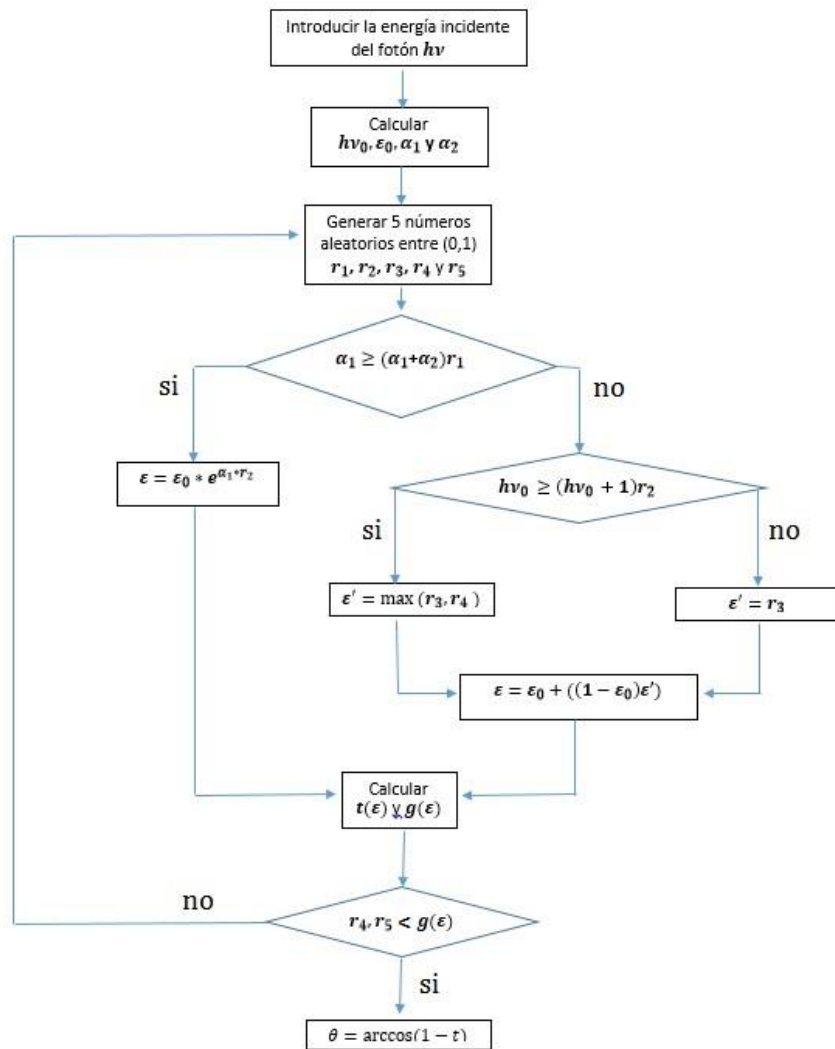 Introducir la energía incidente
del fotón hν
Calcular
hν₀, ε₀, α₁ y α₂
Generar 5 números
aleatorios entre (0,1)
r₁, r₂, r₃, r₄ y r₅
α₁ ≥ (α₁+α₂)r₁
si
no
ε = ε₀ * e^(α₁*r₂)
hν₀ ≥ (hν₀ + 1)r₂
si
no
ε′ = max (r₃, r₄ )
ε′ = r₃
ε = ε₀ + ((1 − ε₀)ε′)
Calcular
t(ε) y g(ε)
no
r₄, r₅ < g(ε)
si
θ = arccos(1 − t)